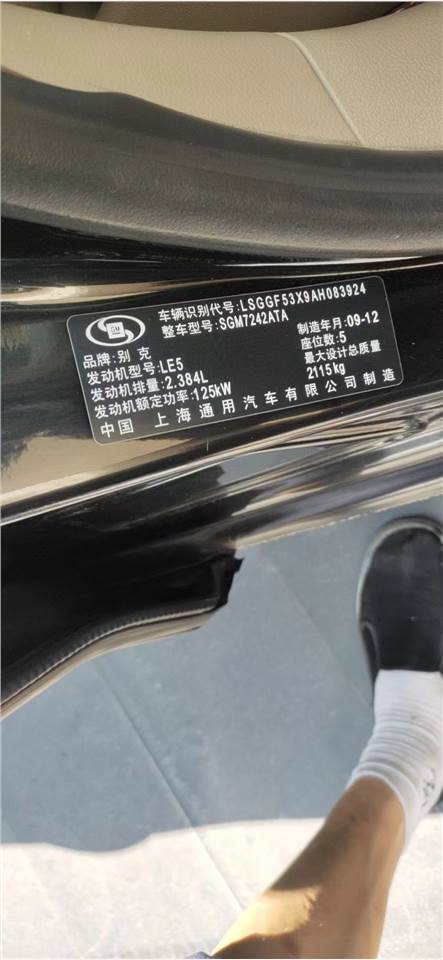 GM
车辆识别代号:LSGGF53X9AH083924
整车型号:SGM7242ATA
品牌:别克
制造年月:09-12
发动机型号:LE5
座位数:5
发动机排量:2.384L
最大设计总质量
发动机额定功率:125kW
2115kg
中国 上海通用汽车有限公司制造